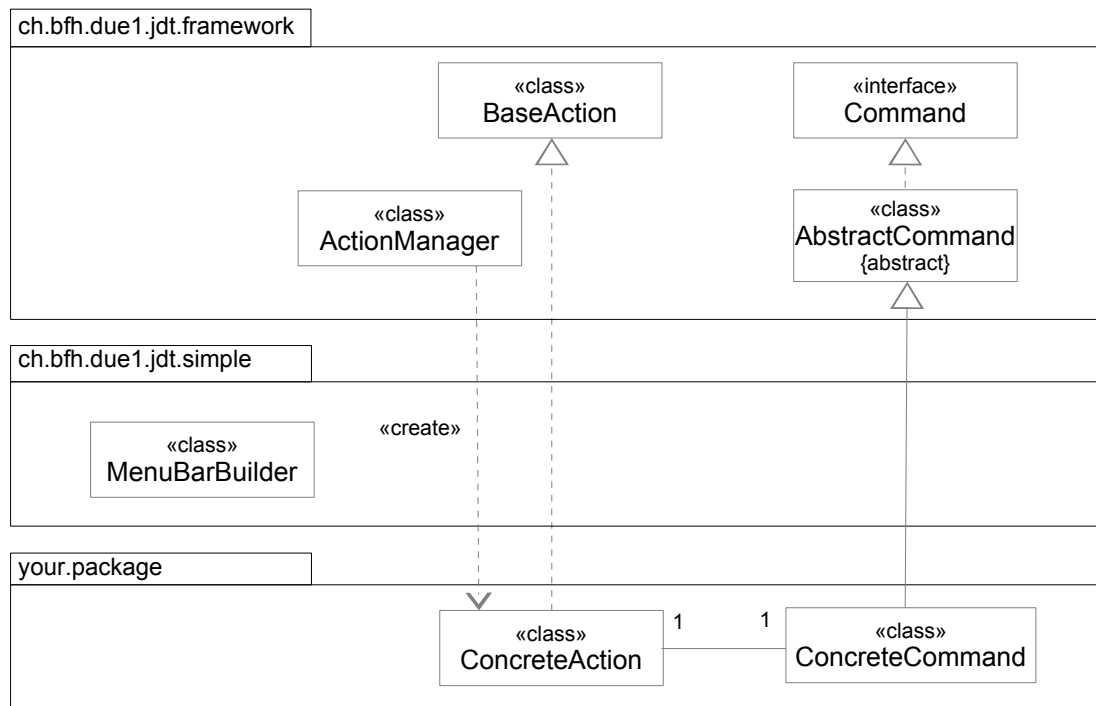 ch.bfh.due1.jdt.framework
«class»
BaseAction
«interface»
Command
«class»
ActionManager
«class»
AbstractCommand
{abstract}
ch.bfh.due1.jdt.simple
«class»
MenuBarBuilder
«create»
your.package
«class»
ConcreteAction
1
1
«class»
ConcreteCommand